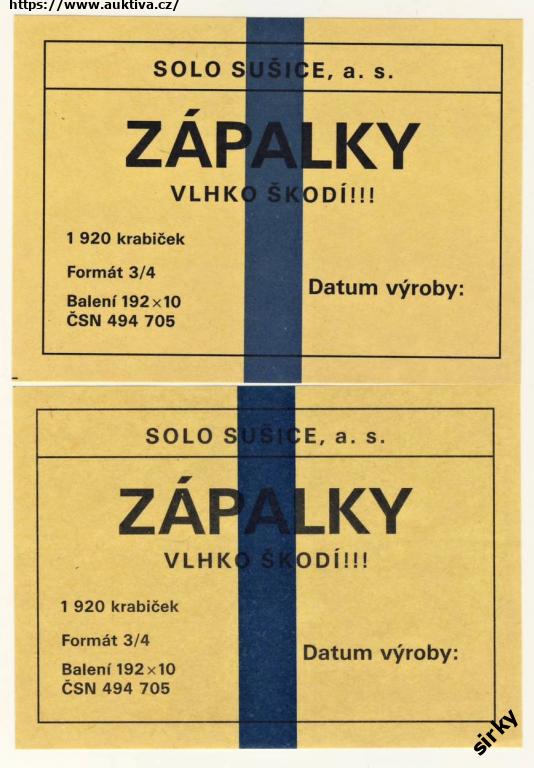 https://www.auktiva.cz/
SOLO SUŠICE, a. s.
ZÁPALKY
VLHKO ŠKODÍ!!!
1 920 krabiček
Formát 3/4
Balení 192×10
ČSN 494 705
Datum výroby:
SOLO SUŠICE, a. s.
ZÁPALKY
VLHKO ŠKODÍ!!!
1 920 krabiček
Formát 3/4
Balení 192×10
ČSN 494 705
Datum výroby:
sirky